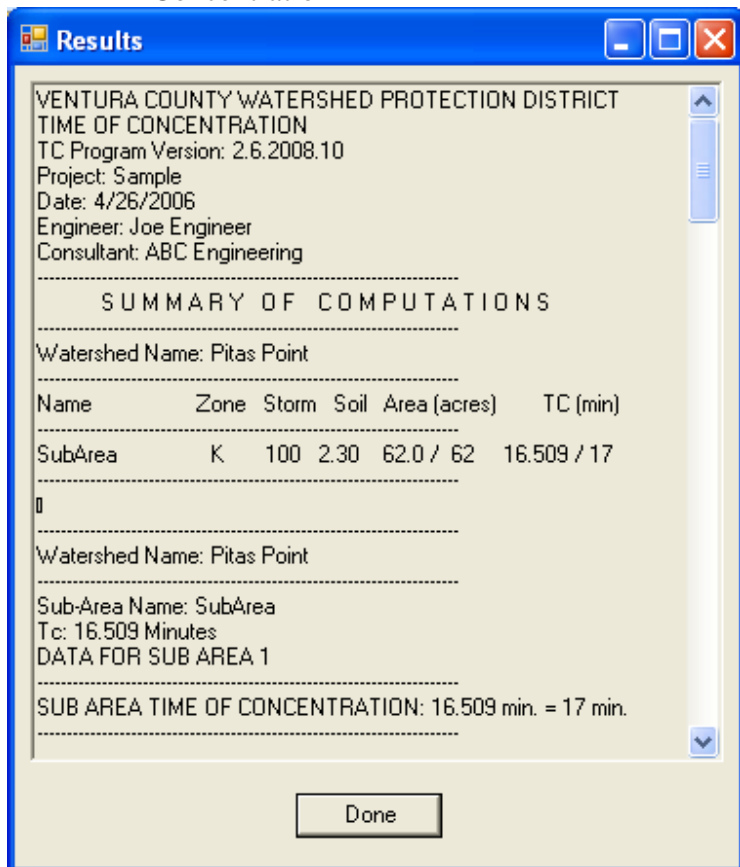 Results
VENTURA COUNTY WATERSHED PROTECTION DISTRICT
TIME OF CONCENTRATION
TC Program Version: 2.6.2008.10
Project: Sample
Date: 4/26/2006
Engineer: Joe Engineer
Consultant: ABC Engineering
------------------------------------------------------------
S U M M A R Y   O F   C O M P U T A T I O N S
------------------------------------------------------------
Watershed Name: Pitas Point
------------------------------------------------------------
Name Zone Storm Soil Area (acres) TC (min)
------------------------------------------------------------
SubArea K 100 2.30 62.0 / 62 16.509 / 17
------------------------------------------------------------
------------------------------------------------------------
Watershed Name: Pitas Point
------------------------------------------------------------
Sub-Area Name: SubArea
Tc: 16.509 Minutes
DATA FOR SUB AREA 1
------------------------------------------------------------
SUB AREA TIME OF CONCENTRATION: 16.509 min. = 17 min.
------------------------------------------------------------
Done